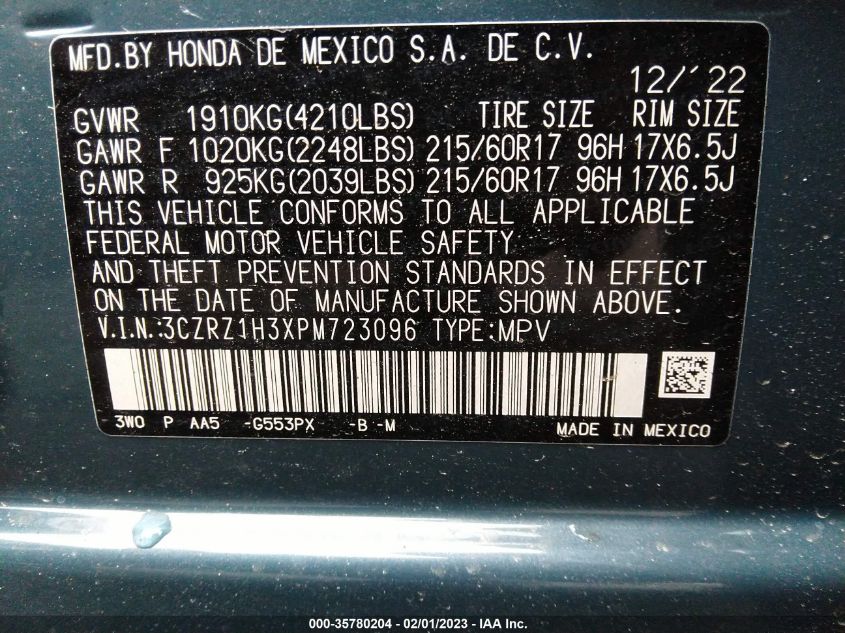 MFD.BY HONDA DE MEXICO S.A. DE C.V.
12/'22
GVWR 1910KG(4210LBS) TIRE SIZE RIM SIZE
GAWR F 1020KG(2248LBS) 215/60R17 96H 17X6.5J
GAWR R 925KG(2039LBS) 215/60R17 96H 17X6.5J
THIS VEHICLE CONFORMS TO ALL APPLICABLE
FEDERAL MOTOR VEHICLE SAFETY
AND THEFT PREVENTION STANDARDS IN EFFECT
ON THE DATE OF MANUFACTURE SHOWN ABOVE.
V.I.N.:3CZRZ1H3XPM723096 TYPE:MPV
3WO P AA5 -G553PX -B -M MADE IN MEXICO
000-35780204 - 02/01/2023 - IAA Inc.